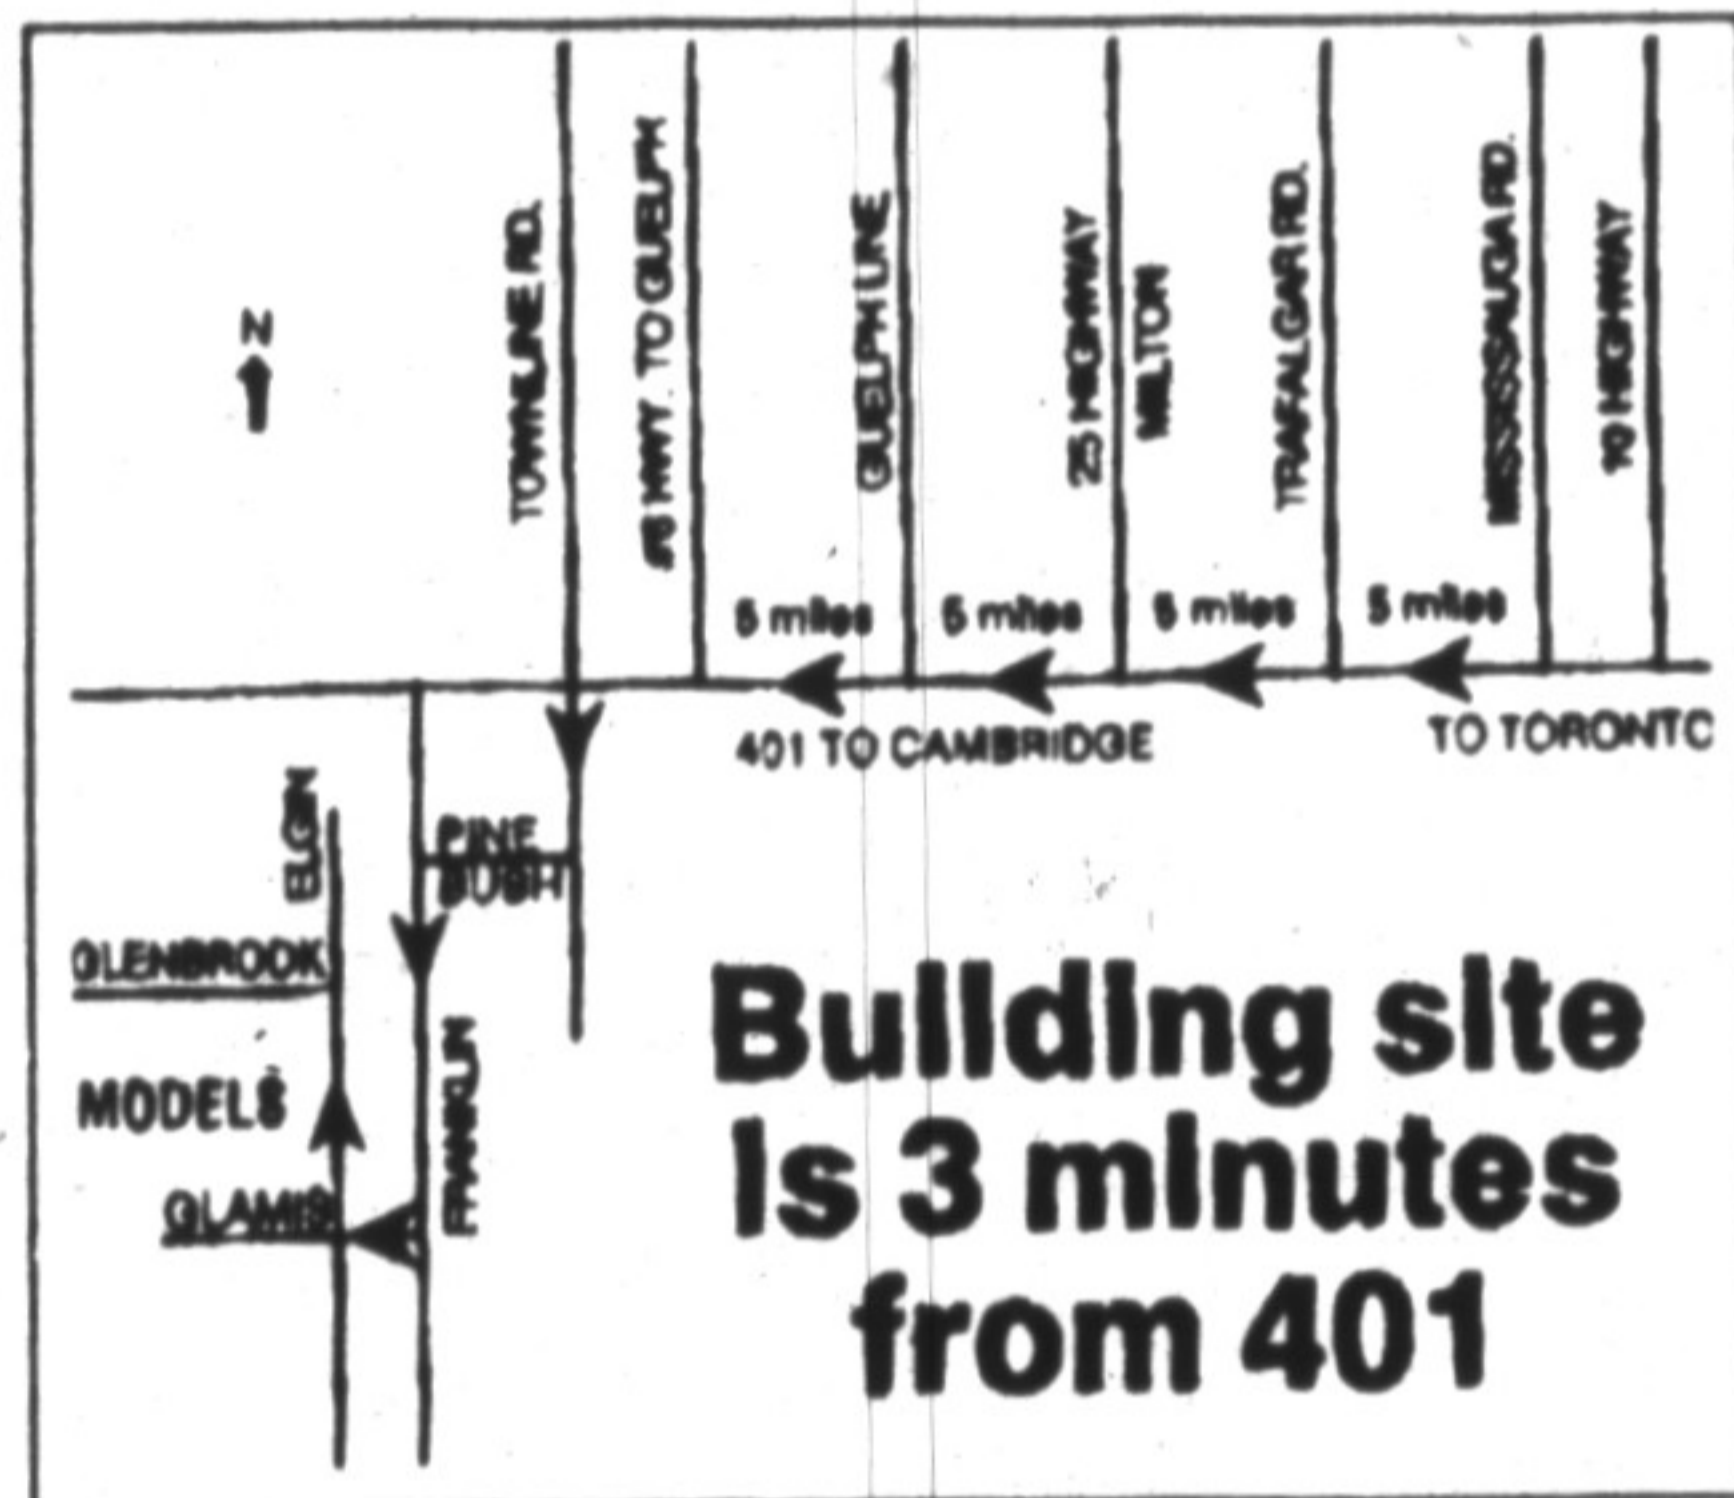 TOWNLINE RD.
#6 HWY. TO GUELPH
GUELPH LINE
25 HIGHWAY
MILTON
TRAFALGAR RD.
MISSISSAUGA RD.
10 HIGHWAY
N
5 miles
5 miles
5 miles
5 miles
401 TO CAMBRIDGE
TO TORONTO
ELGIN
PINE
BUSH
GLENBROOK
MODELS
FRANKLIN
GLAMIS
Building site
is 3 minutes
from 401